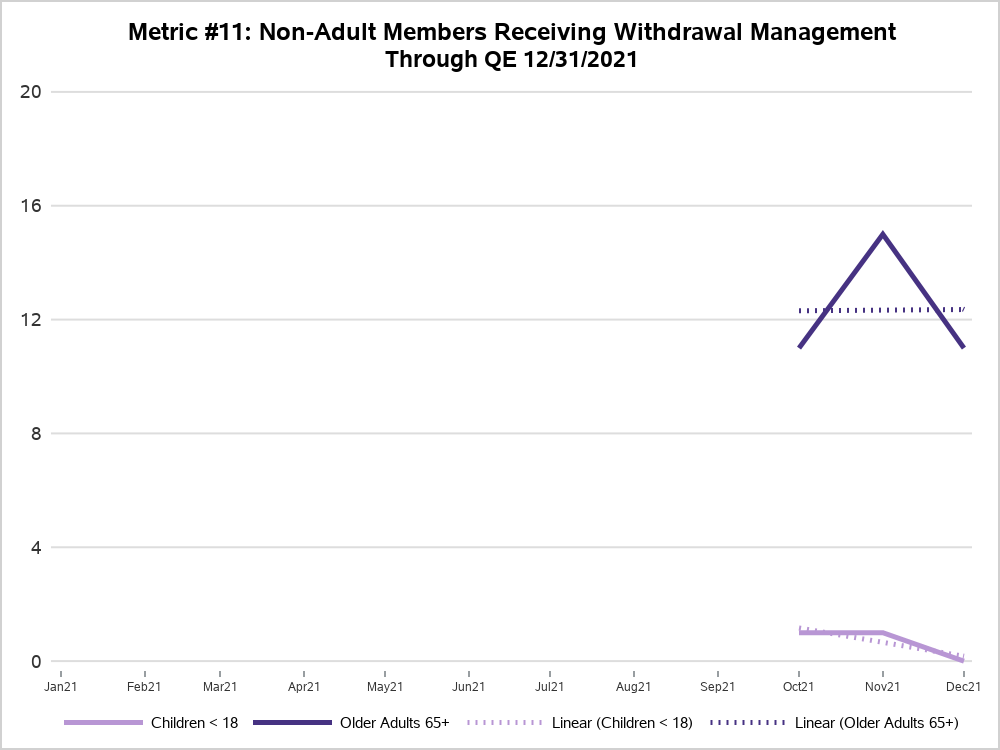 Metric #11: Non-Adult Members Receiving Withdrawal Management
Through QE 12/31/2021
20
16
12
8
4
0
Jan21 Feb21 Mar21 Apr21 May21 Jun21 Jul21 Aug21 Sep21 Oct21 Nov21 Dec21
Children < 18 Older Adults 65+ Linear (Children < 18) Linear (Older Adults 65+)